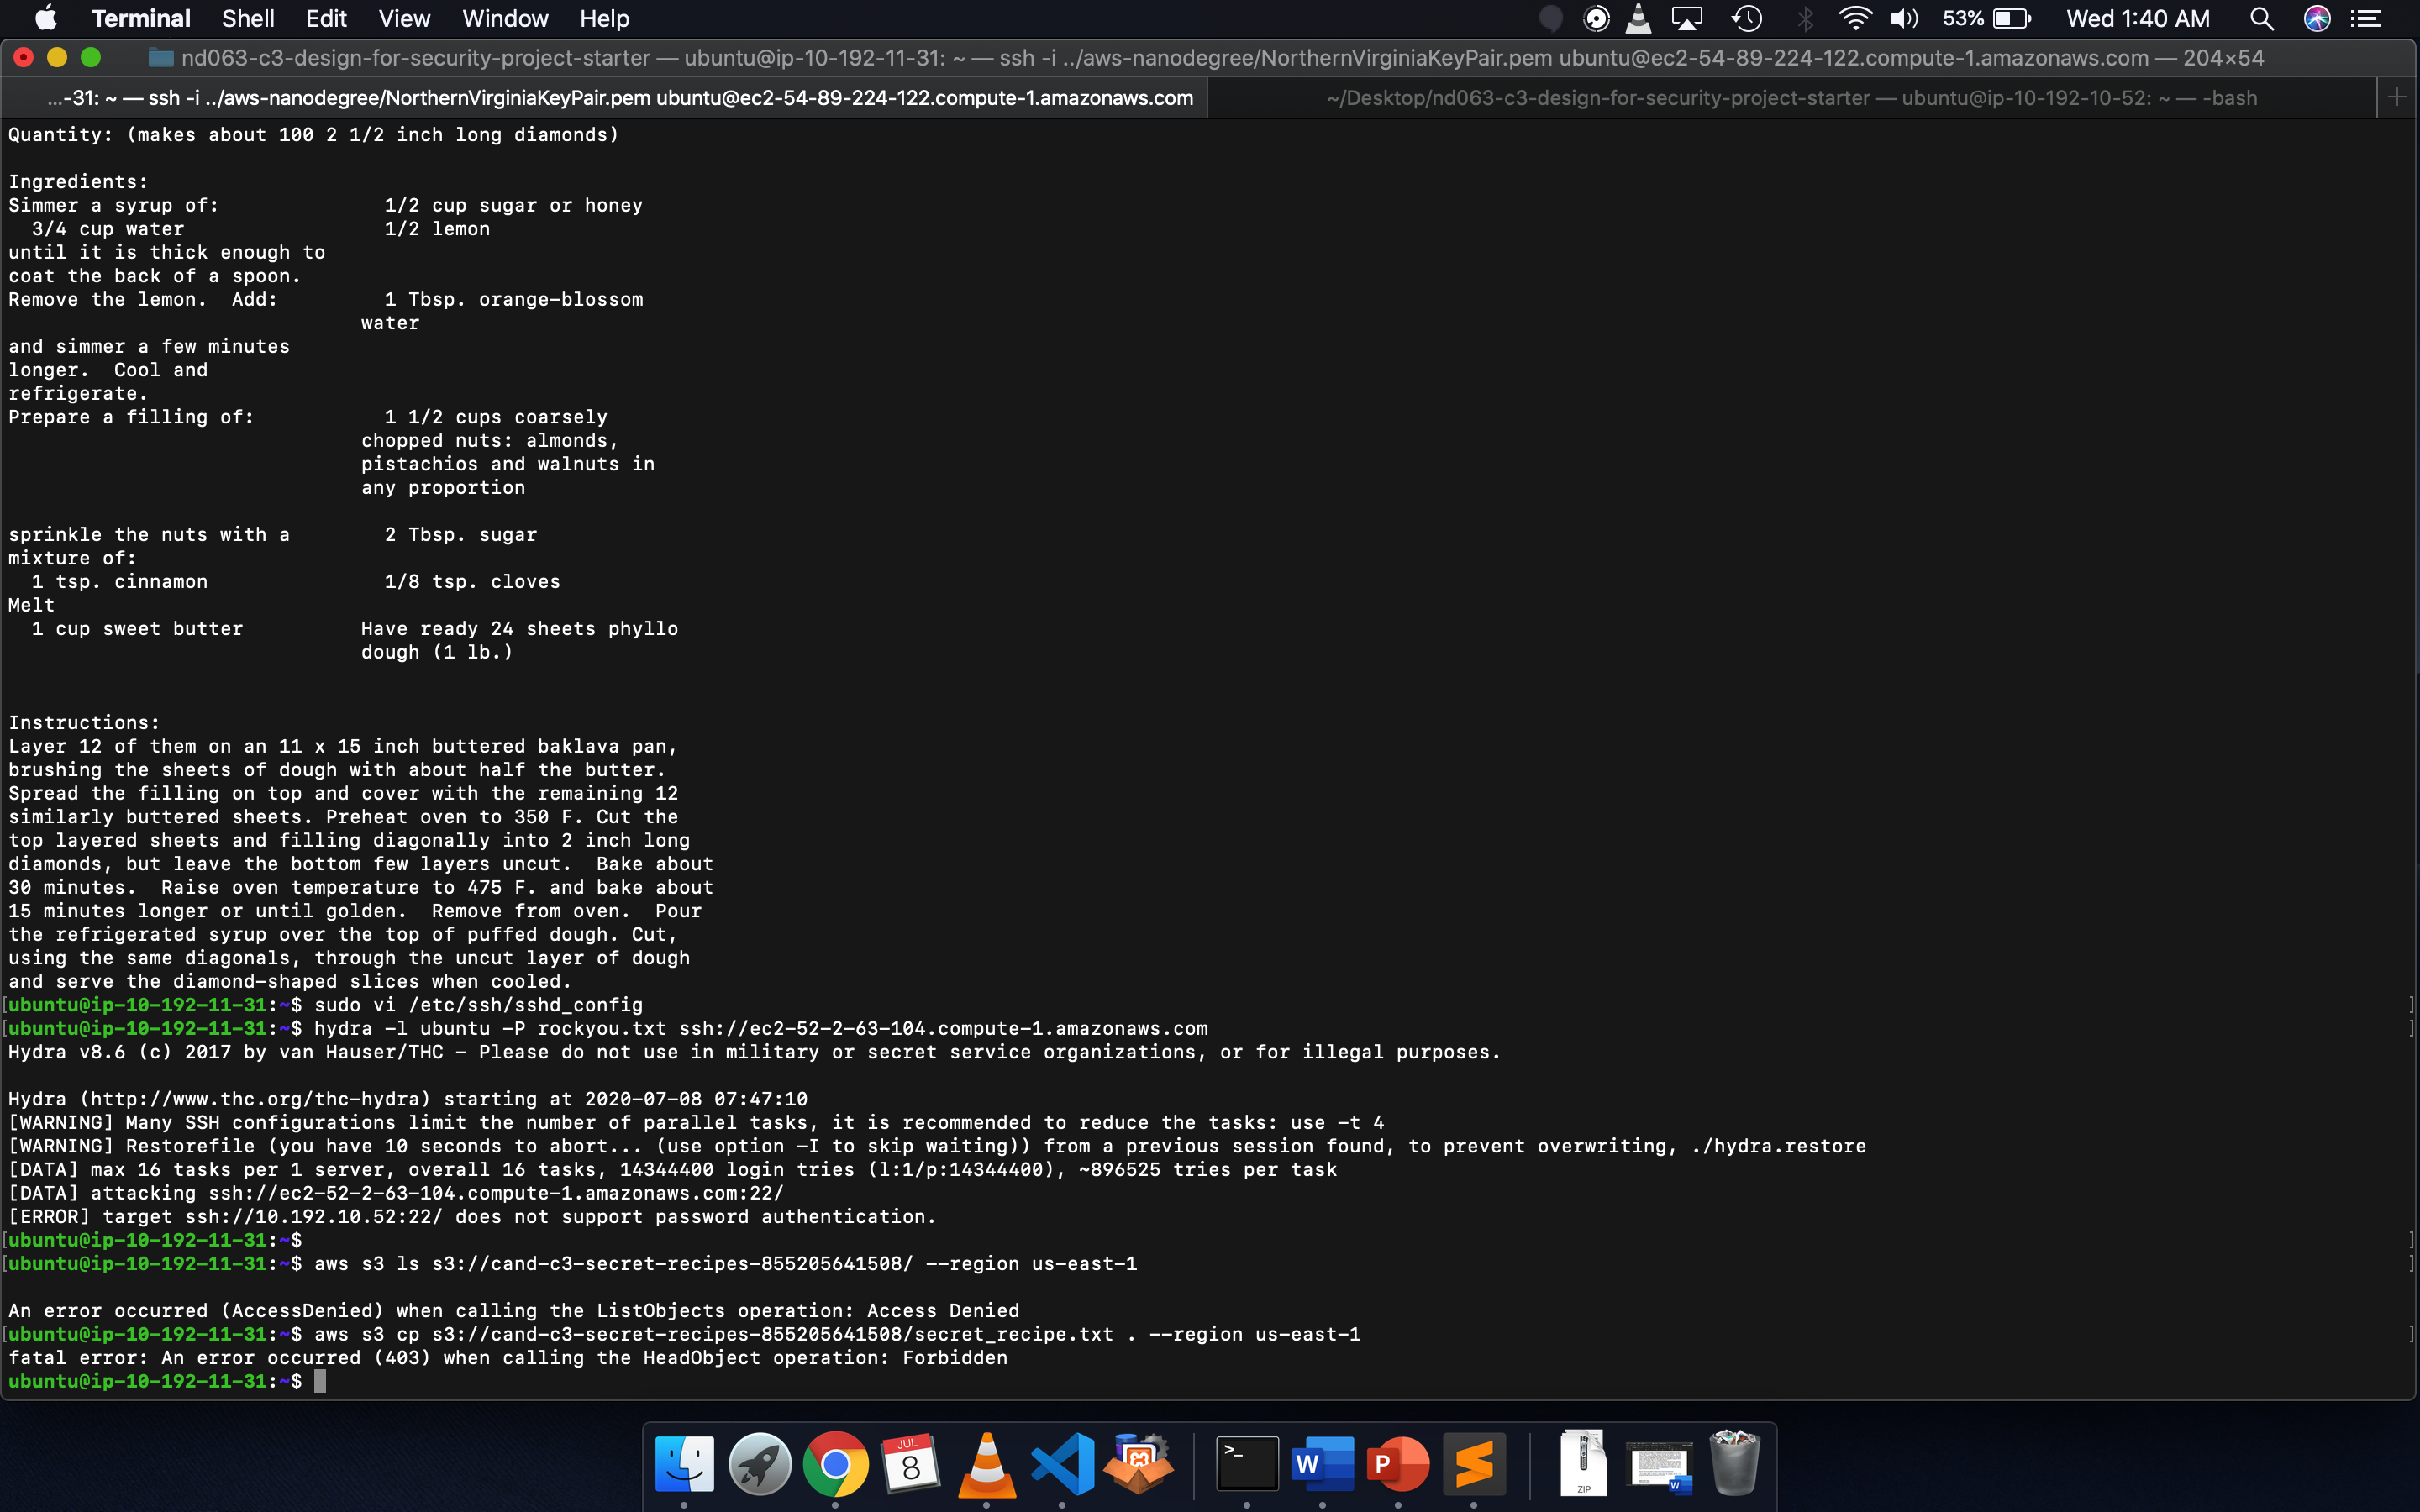 Terminal Shell Edit View Window Help 53% Wed 1:40 AM
nd063-c3-design-for-security-project-starter — ubuntu@ip-10-192-11-31: ~ — ssh -i ../aws-nanodegree/NorthernVirginiaKeyPair.pem ubuntu@ec2-54-89-224-122.compute-1.amazonaws.com — 204×54
...-31: ~ — ssh -i ../aws-nanodegree/NorthernVirginiaKeyPair.pem ubuntu@ec2-54-89-224-122.compute-1.amazonaws.com ~/Desktop/nd063-c3-design-for-security-project-starter — ubuntu@ip-10-192-10-52: ~ — -bash +
Quantity: (makes about 100 2 1/2 inch long diamonds)
Ingredients:
Simmer a syrup of: 1/2 cup sugar or honey
3/4 cup water 1/2 lemon
until it is thick enough to
coat the back of a spoon.
Remove the lemon. Add: 1 Tbsp. orange-blossom
water
and simmer a few minutes
longer. Cool and
refrigerate.
Prepare a filling of: 1 1/2 cups coarsely
chopped nuts: almonds,
pistachios and walnuts in
any proportion
sprinkle the nuts with a 2 Tbsp. sugar
mixture of:
1 tsp. cinnamon 1/8 tsp. cloves
Melt
1 cup sweet butter Have ready 24 sheets phyllo
dough (1 lb.)
Instructions:
Layer 12 of them on an 11 x 15 inch buttered baklava pan,
brushing the sheets of dough with about half the butter.
Spread the filling on top and cover with the remaining 12
similarly buttered sheets. Preheat oven to 350 F. Cut the
top layered sheets and filling diagonally into 2 inch long
diamonds, but leave the bottom few layers uncut. Bake about
30 minutes. Raise oven temperature to 475 F. and bake about
15 minutes longer or until golden. Remove from oven. Pour
the refrigerated syrup over the top of puffed dough. Cut,
using the same diagonals, through the uncut layer of dough
and serve the diamond-shaped slices when cooled.
[ubuntu@ip-10-192-11-31:~$ sudo vi /etc/ssh/sshd_config ]
[ubuntu@ip-10-192-11-31:~$ hydra -l ubuntu -P rockyou.txt ssh://ec2-52-2-63-104.compute-1.amazonaws.com ]
Hydra v8.6 (c) 2017 by van Hauser/THC - Please do not use in military or secret service organizations, or for illegal purposes.
Hydra (http://www.thc.org/thc-hydra) starting at 2020-07-08 07:47:10
[WARNING] Many SSH configurations limit the number of parallel tasks, it is recommended to reduce the tasks: use -t 4
[WARNING] Restorefile (you have 10 seconds to abort... (use option -I to skip waiting)) from a previous session found, to prevent overwriting, ./hydra.restore
[DATA] max 16 tasks per 1 server, overall 16 tasks, 14344400 login tries (l:1/p:14344400), ~896525 tries per task
[DATA] attacking ssh://ec2-52-2-63-104.compute-1.amazonaws.com:22/
[ERROR] target ssh://10.192.10.52:22/ does not support password authentication.
[ubuntu@ip-10-192-11-31:~$ ]
[ubuntu@ip-10-192-11-31:~$ aws s3 ls s3://cand-c3-secret-recipes-855205641508/ --region us-east-1 ]
An error occurred (AccessDenied) when calling the ListObjects operation: Access Denied
[ubuntu@ip-10-192-11-31:~$ aws s3 cp s3://cand-c3-secret-recipes-855205641508/secret_recipe.txt . --region us-east-1 ]
fatal error: An error occurred (403) when calling the HeadObject operation: Forbidden
ubuntu@ip-10-192-11-31:~$
JUL
8
>_
W
P
ZIP
W